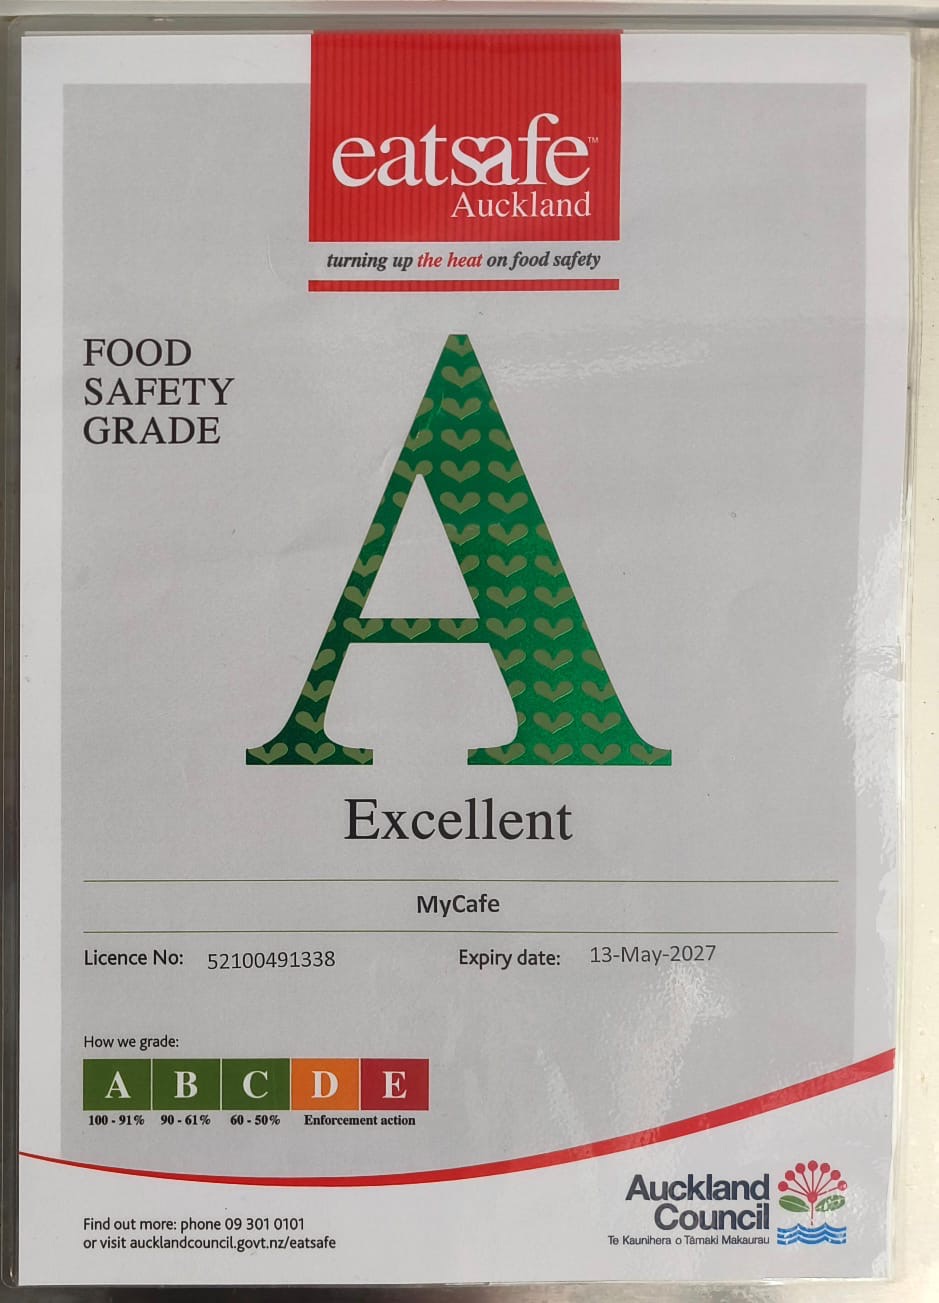 eatsafe™
Auckland
turning up the heat on food safety
FOOD
SAFETY
GRADE
A
Excellent
MyCafe
Licence No: 52100491338 Expiry date: 13-May-2027
How we grade:
A B C D E
100 - 91% 90 - 61% 60 - 50% Enforcement action
Find out more: phone 09 301 0101
or visit aucklandcouncil.govt.nz/eatsafe
Auckland
Council
Te Kaunihera o Tāmaki Makaurau